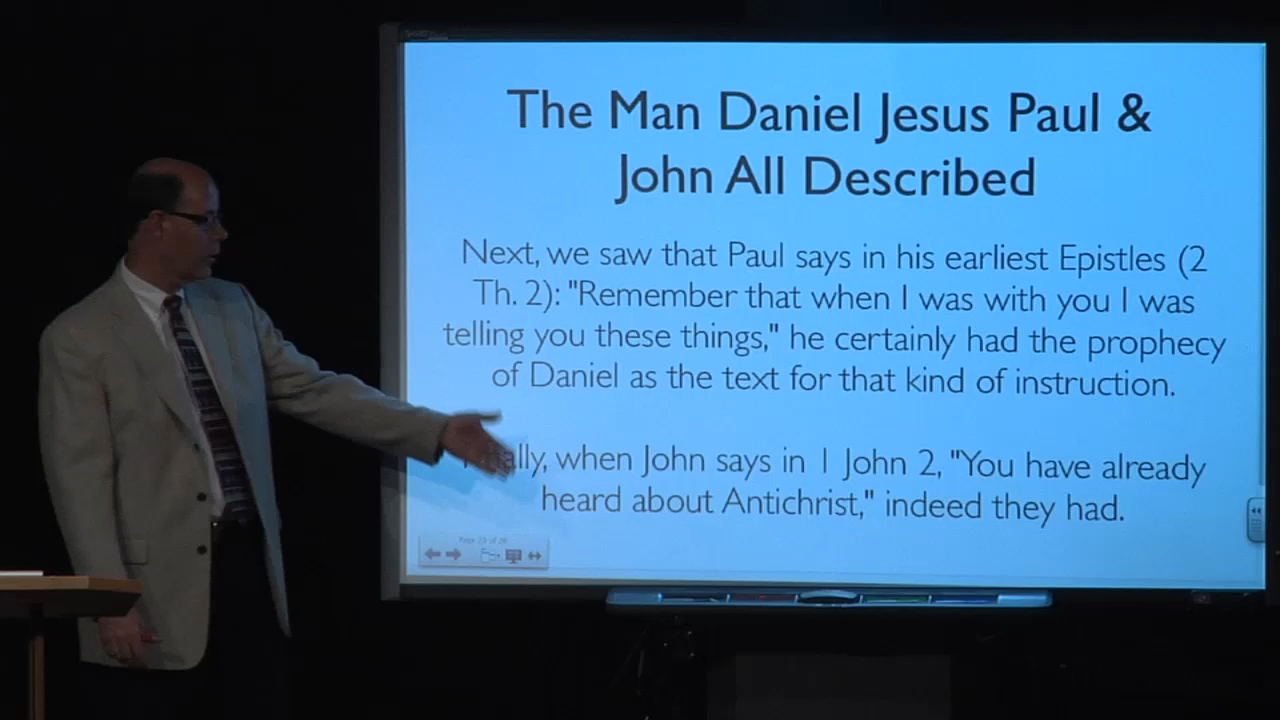 The Man Daniel Jesus Paul &
John All Described
Next, we saw that Paul says in his earliest Epistles (2
Th. 2): "Remember that when I was with you I was
telling you these things," he certainly had the prophecy
of Daniel as the text for that kind of instruction.
ally, when John says in 1 John 2, "You have already
heard about Antichrist," indeed they had.